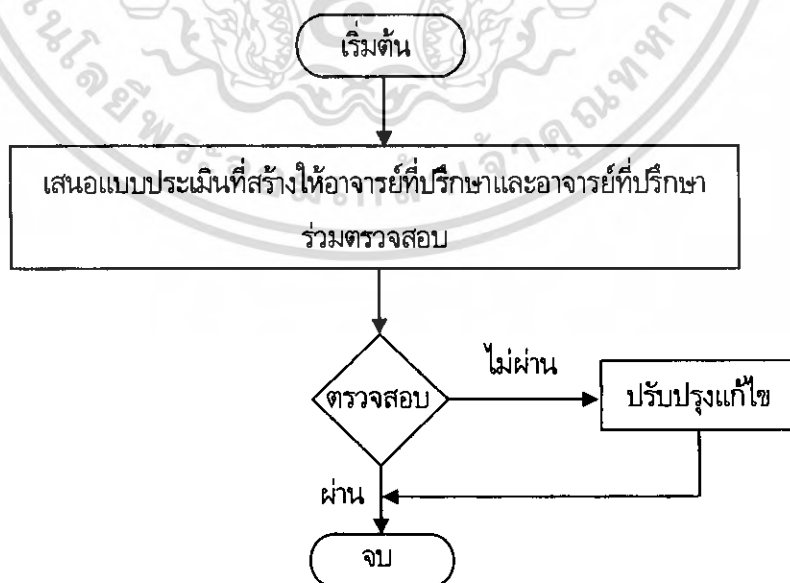 เริ่มต้น
เสนอแบบประเมินที่สร้างให้อาจารย์ที่ปรึกษาและอาจารย์ที่ปรึกษา
ร่วมตรวจสอบ
ไม่ผ่าน
ตรวจสอบ
ปรับปรุงแก้ไข
ผ่าน
จบ